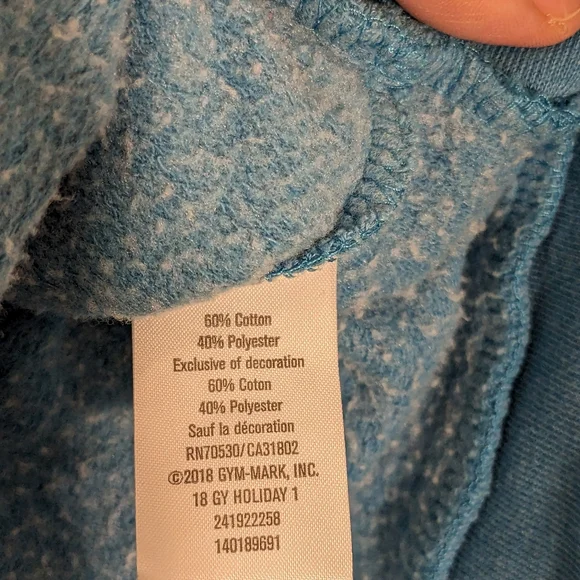 60% Cotton
40% Polyester
Exclusive of decoration
60% Coton
40% Polyester
Sauf la décoration
RN70530/CA31802
©2018 GYM-MARK, INC.
18 GY HOLIDAY 1
241922258
140189691